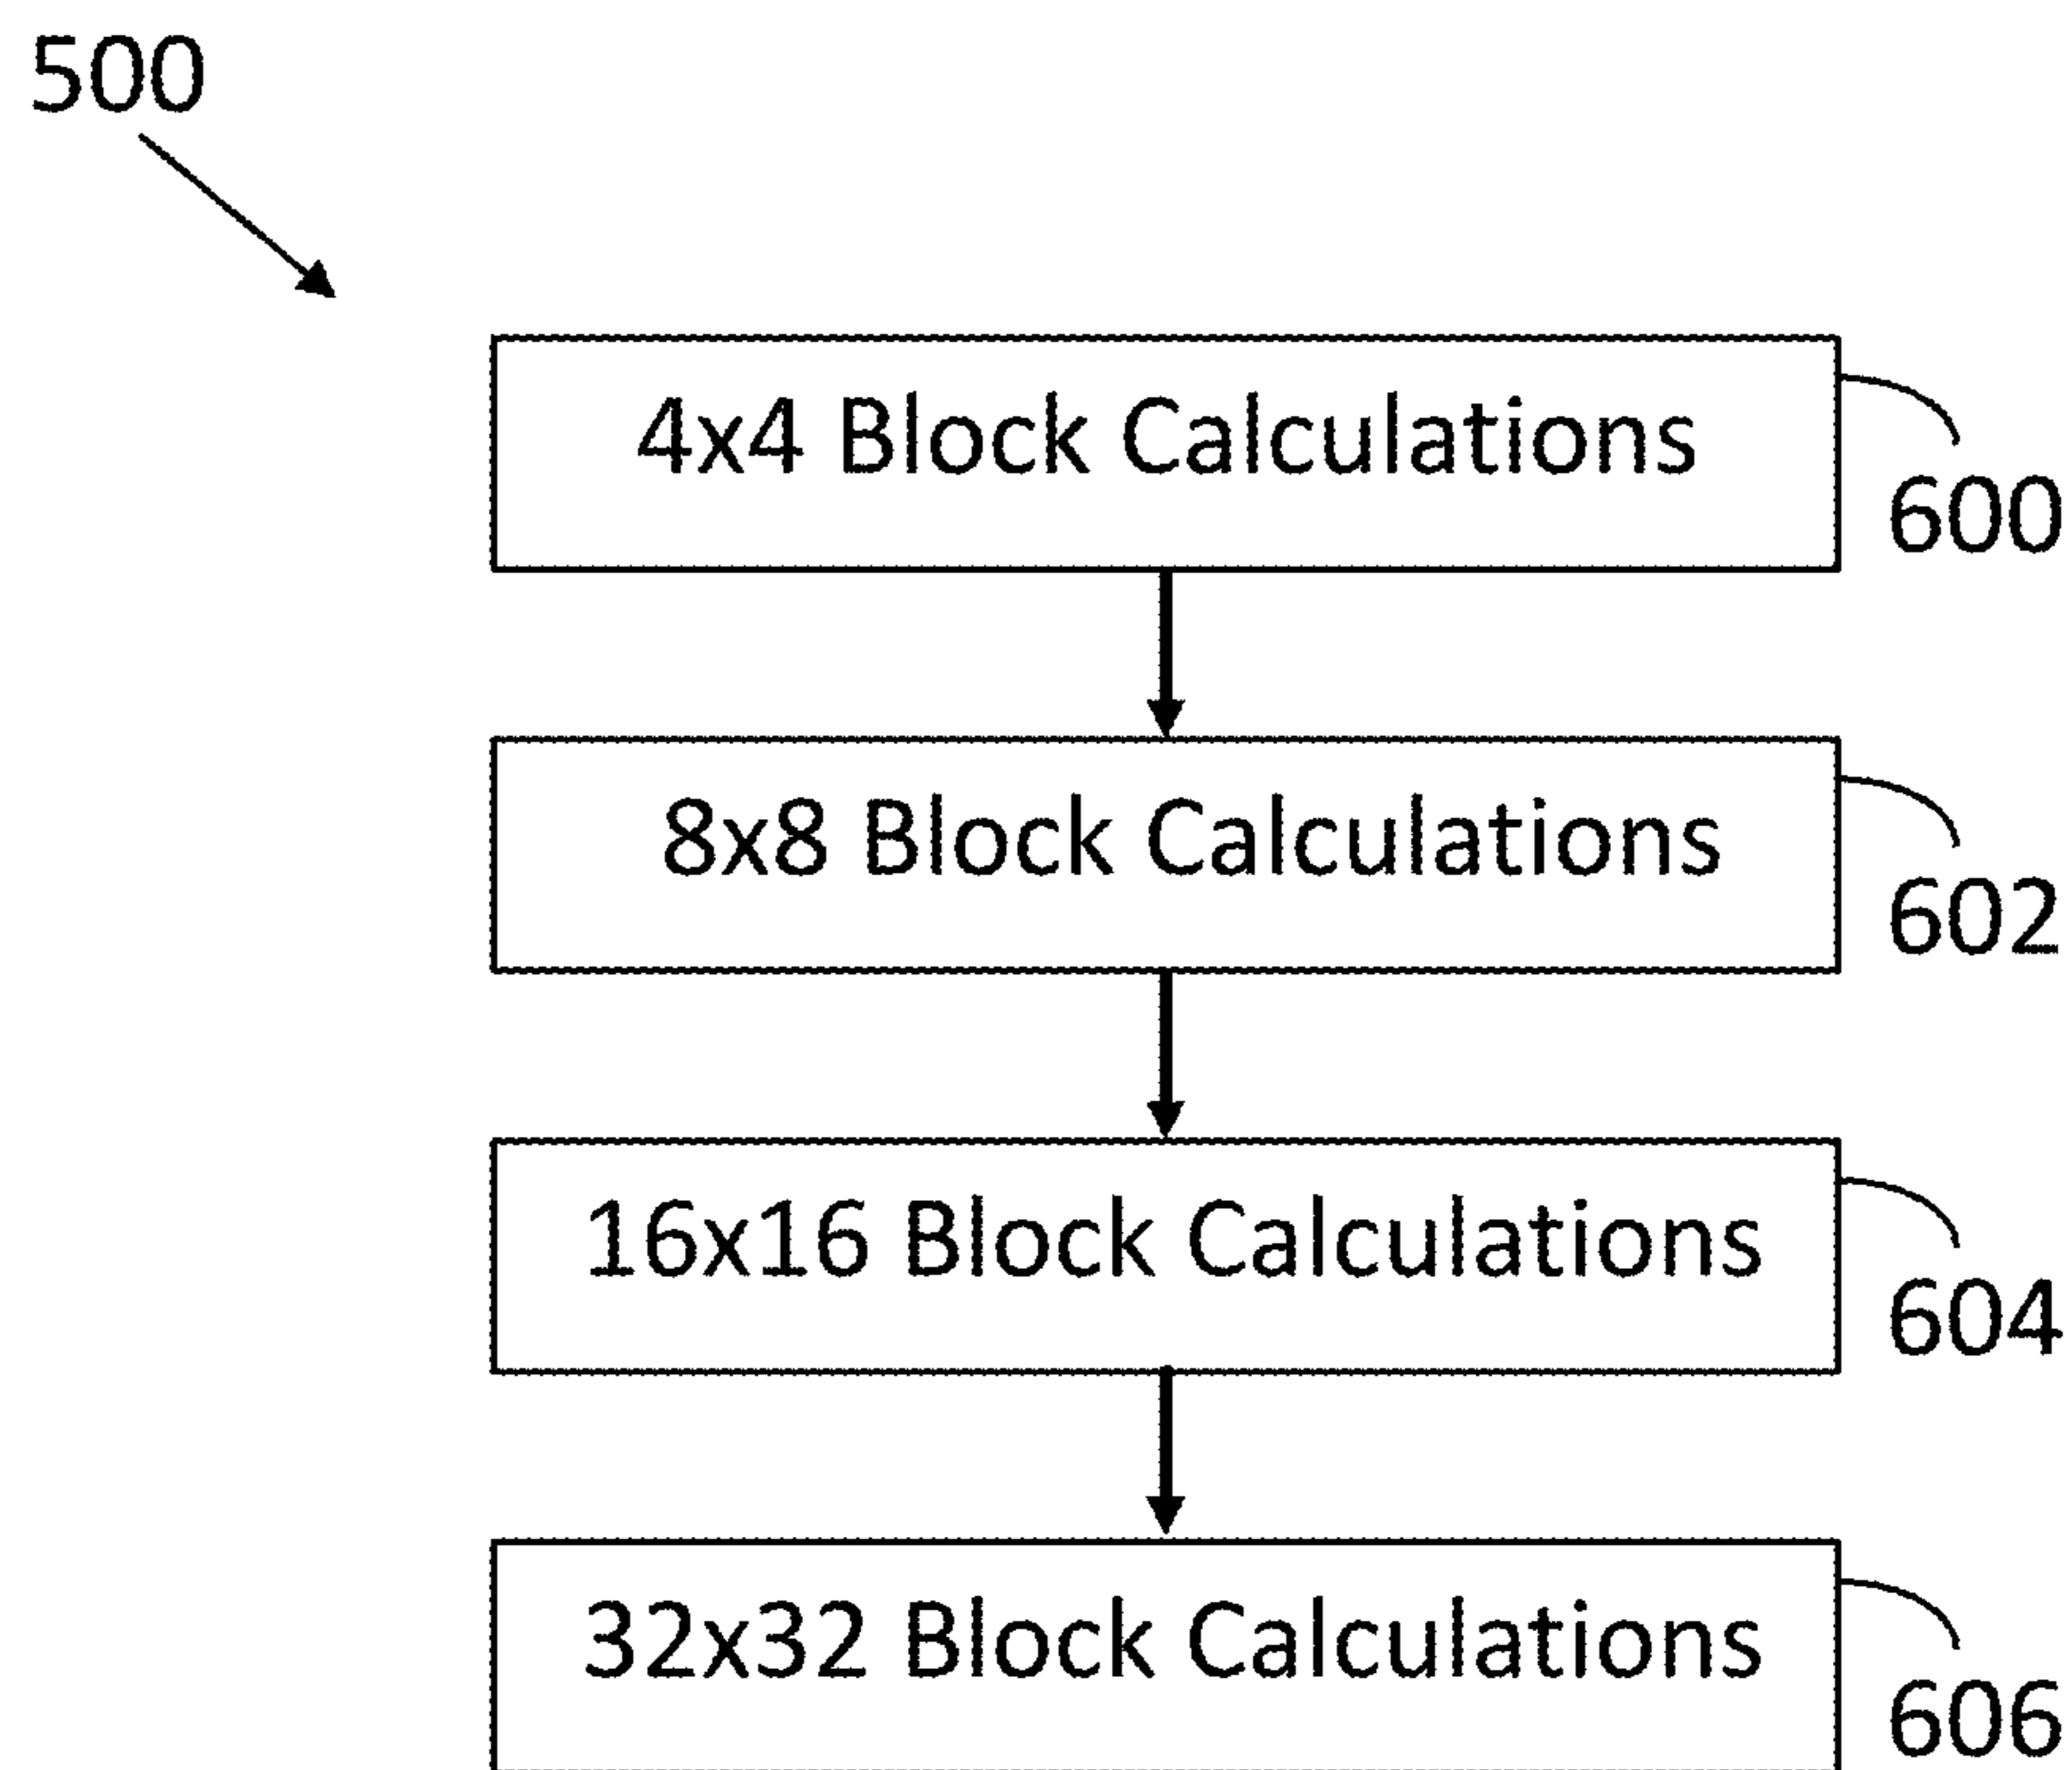 500
4x4 Block Calculations
600
8x8 Block Calculations
602
16x16 Block Calculations
604
32x32 Block Calculations
606